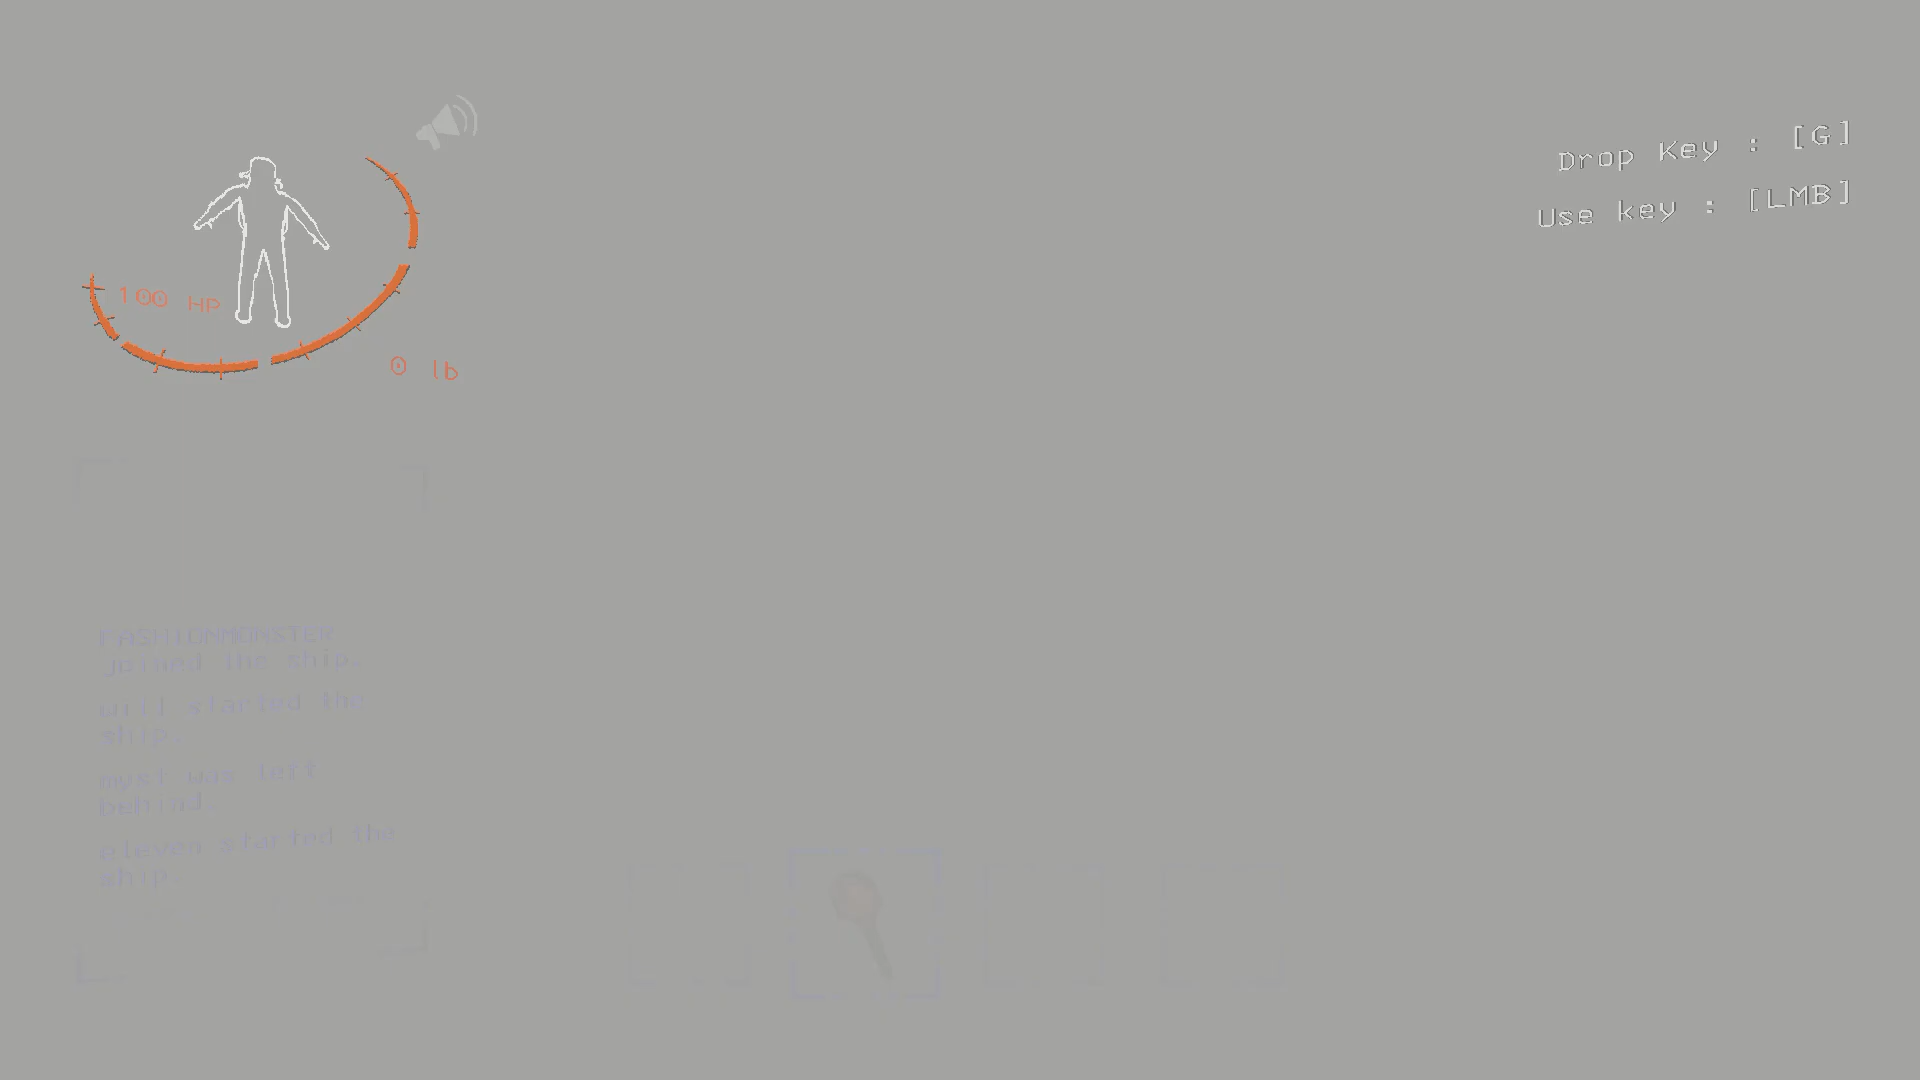 Drop Key : [G]
Use key : [LMB]
100 HP
0 lb
FASHIONMONSTER
joined the ship.
will started the
ship.
myst was left
behind.
eleven started the
ship.